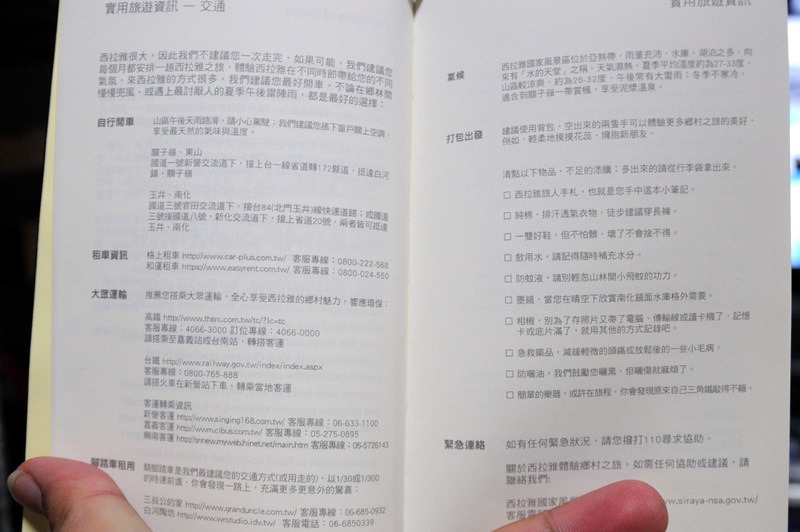 實用旅遊資訊 — 交通
西拉雅很大，因此我們不建議您一次走完，如果可能，我們建議您
每個月都安排一趟西拉雅之旅，體驗西拉雅在不同時節帶給您的不同
氣氛。來西拉雅的方式很多，我們建議您最好開車，不論在鄉林間
慢慢兜風、或遇上最討厭人的夏季午後雷陣雨，都是最好的選擇：
自行開車 山區午後天雨路滑，請小心駕駛；我們建議您搖下窗戶關上空調，
享受最天然的氣味與溫度。
關子嶺、東山
國道一號新營交流道下，接上台一線省道轉172縣道，抵達白河
鎮、關子嶺
玉井、南化
國道三號官田交流道下，接台84(北門玉井)線快速道路；或國道
三號接國道八號，新化交流道下，接上省道20號，兩者皆可抵達
玉井、南化
租車資訊 格上租車 http://www.car-plus.com.tw/ 客服專線：0800-222-568
和運租車 https://www.easyrent.com.tw/ 客服專線：0800-024-550
大眾運輸 推薦您搭乘大眾運輸，全心享受西拉雅的鄉村魅力，響應環保：
高鐵 http://www.thsrc.com.tw/tc/?lc=tc
客服專線：4066-3000 訂位專線：4066-0000
請搭乘至嘉義站或台南站，轉搭客運
台鐵 http://www.railway.gov.tw/index/index.aspx
客服專線：0800-765-888
請搭火車在新營站下車，轉乘當地客運
客運轉乘資訊
新營客運 http://www.singing168.com.tw/ 客服專線：06-633-1100
嘉義客運 http://www.cibus.com.tw/ 客服專線：05-275-0895
興南客運 http://snnew.myweb.hinet.net/main.htm 客服專線：06-5726143
腳踏車租用 騎腳踏車是我們最建議您的交通方式(或用走的)，以1/30或1/300
的時速前進，你會發現一路上，充滿更多更意外的驚喜：
三叔公的家 http://www.granduncle.com.tw/ 客服電話：06-685-0932
白河陶坊 http://www.wrstudio.idv.tw/ 客服電話：06-6850339
實用旅遊資訊
氣候 西拉雅國家風景區位於亞熱帶，雨量充沛，水庫、湖泊之多，向
來有「水的天堂」之稱。天氣濕熱，夏季平均溫度約為27-33度，
山區較涼爽，約為26-32度，午後常有大雷雨；冬季不寒冷，
適合到關子嶺一帶賞楓，享受泥漿溫泉。
打包出發 建議使用背包，空出來的兩隻手可以體驗更多鄉村之旅的美好，
例如，輕柔地摸摸花蕊、擁抱新朋友。
清點以下物品，不足的添購；多出來的請從行李袋拿出來。
□ 西拉雅旅人手札，也就是您手中這本小筆記。
□ 純棉、排汗透氣衣物，徒步建議穿長褲。
□ 一雙好鞋，但不怕髒、壞了不會捨不得。
□ 飲用水，請記得隨時補充水分。
□ 防蚊液，請別輕忽山林間小飛蚊的功力。
□ 墨鏡，當您在晴空下欣賞南化鏡面水庫格外需要。
□ 相機，別為了存照片又帶了電腦、傳輸線或讀卡機了，記憶
卡或底片滿了，就用其他的方式記錄吧。
□ 急救藥品，減緩輕微的頭痛或放鬆後的一些小毛病。
□ 防曬油，我們鼓勵您曬黑，但曬傷就麻煩了。
□ 簡單的樂器，或許在旅程，你會發現原來自己三角鐵敲得不錯。
緊急連絡 如有任何緊急狀況，請您撥打110尋求協助。
關於西拉雅體驗鄉村之旅，如需任何協助或建議，請
聯絡我們:
西拉雅國家風 www.siraya-nsa.gov.tw/
客服專